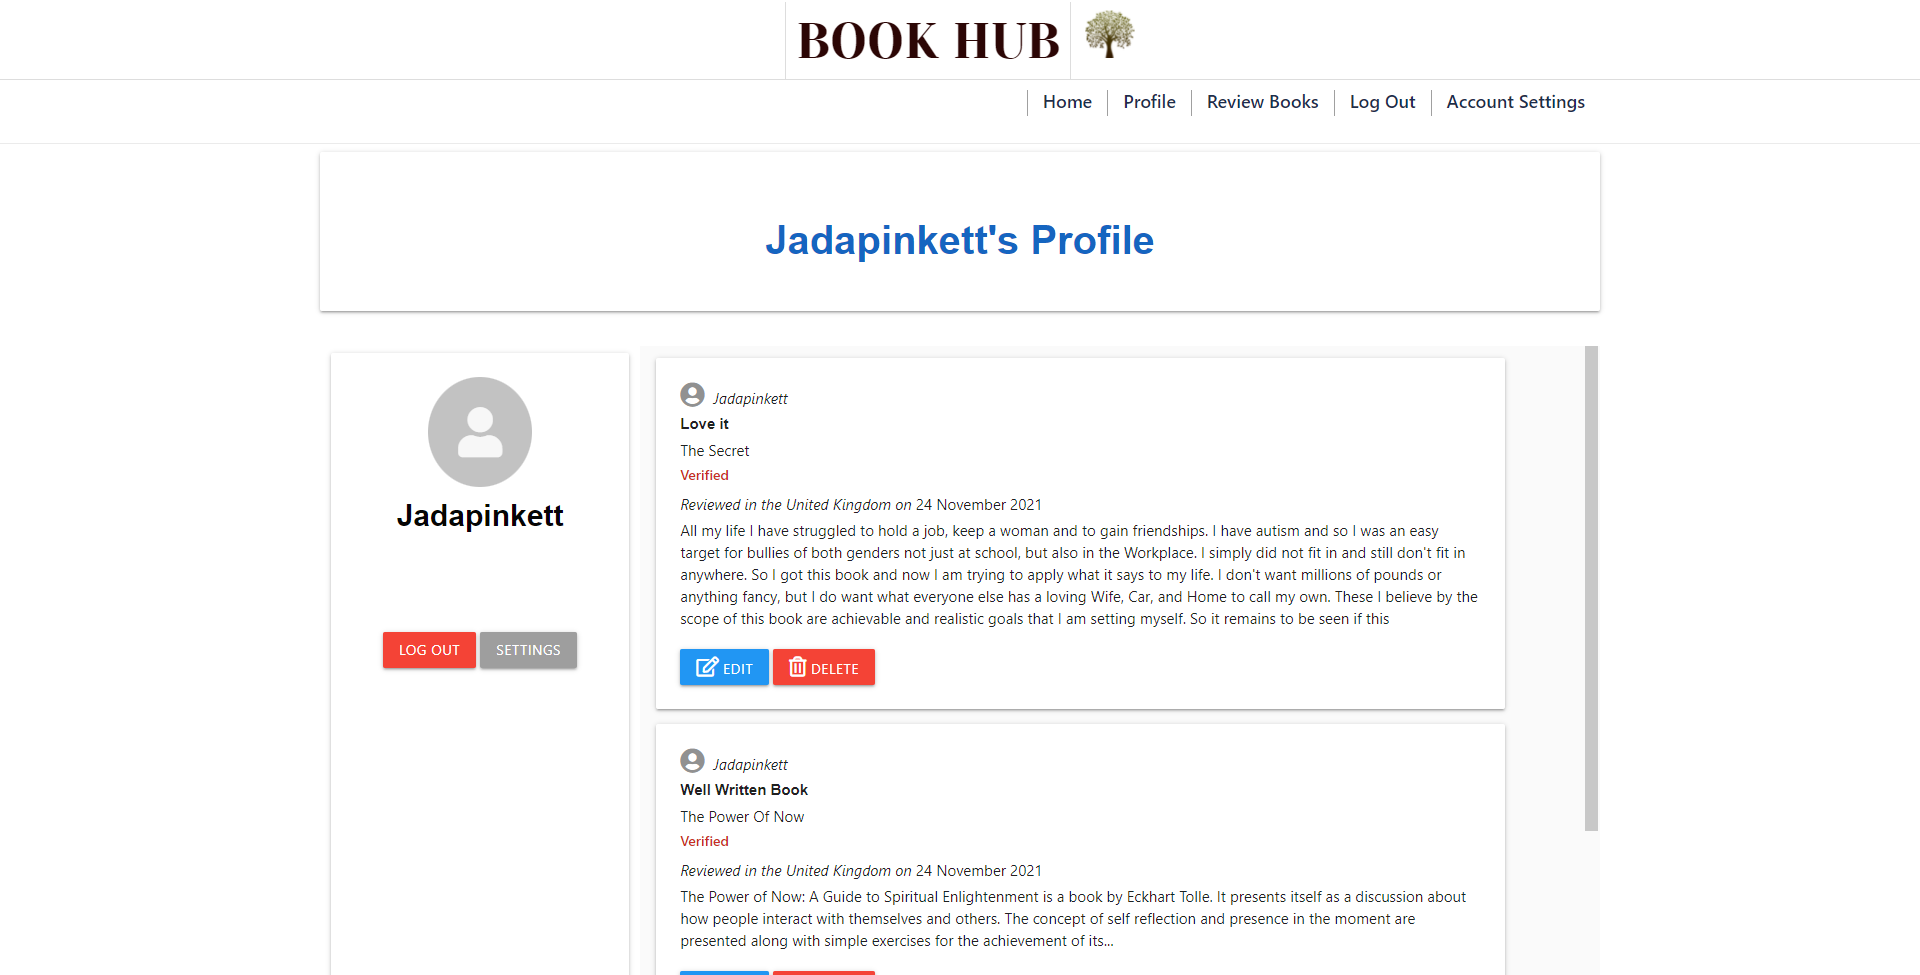 BOOK HUB
Home
Profile
Review Books
Log Out
Account Settings
Jadapinkett's Profile
Jadapinkett
LOG OUT
SETTINGS
Jadapinkett
Love it
The Secret
Verified
Reviewed in the United Kingdom on 24 November 2021
All my life I have struggled to hold a job, keep a woman and to gain friendships. I have autism and so I was an easy
target for bullies of both genders not just at school, but also in the Workplace. I simply did not fit in and still don't fit in
anywhere. So I got this book and now I am trying to apply what it says to my life. I don't want millions of pounds or
anything fancy, but I do want what everyone else has a loving Wife, Car, and Home to call my own. These I believe by the
scope of this book are achievable and realistic goals that I am setting myself. So it remains to be seen if this
EDIT
DELETE
Jadapinkett
Well Written Book
The Power Of Now
Verified
Reviewed in the United Kingdom on 24 November 2021
The Power of Now: A Guide to Spiritual Enlightenment is a book by Eckhart Tolle. It presents itself as a discussion about
how people interact with themselves and others. The concept of self reflection and presence in the moment are
presented along with simple exercises for the achievement of its...